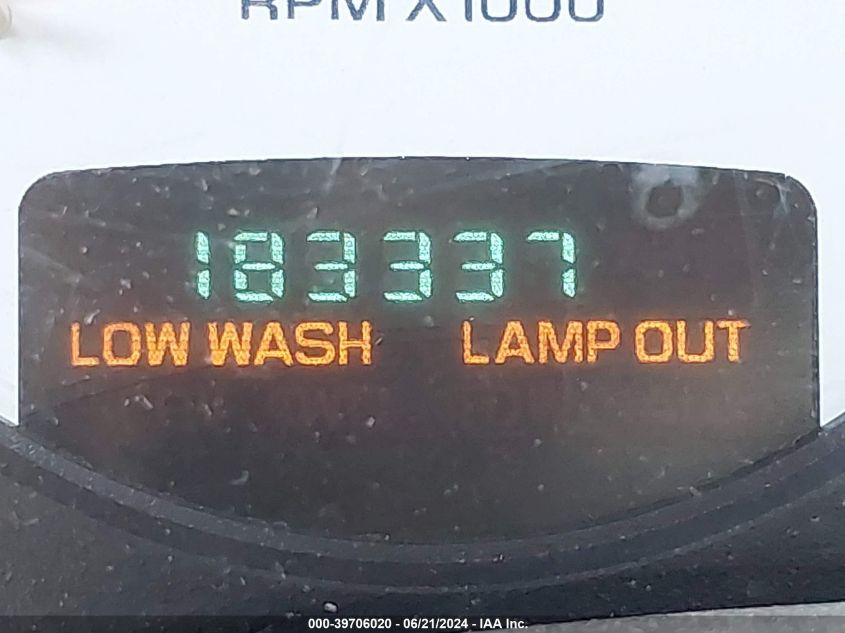 RPM X1000
183337
LOW WASH LAMP OUT
000-39706020 - 06/21/2024 - IAA Inc.